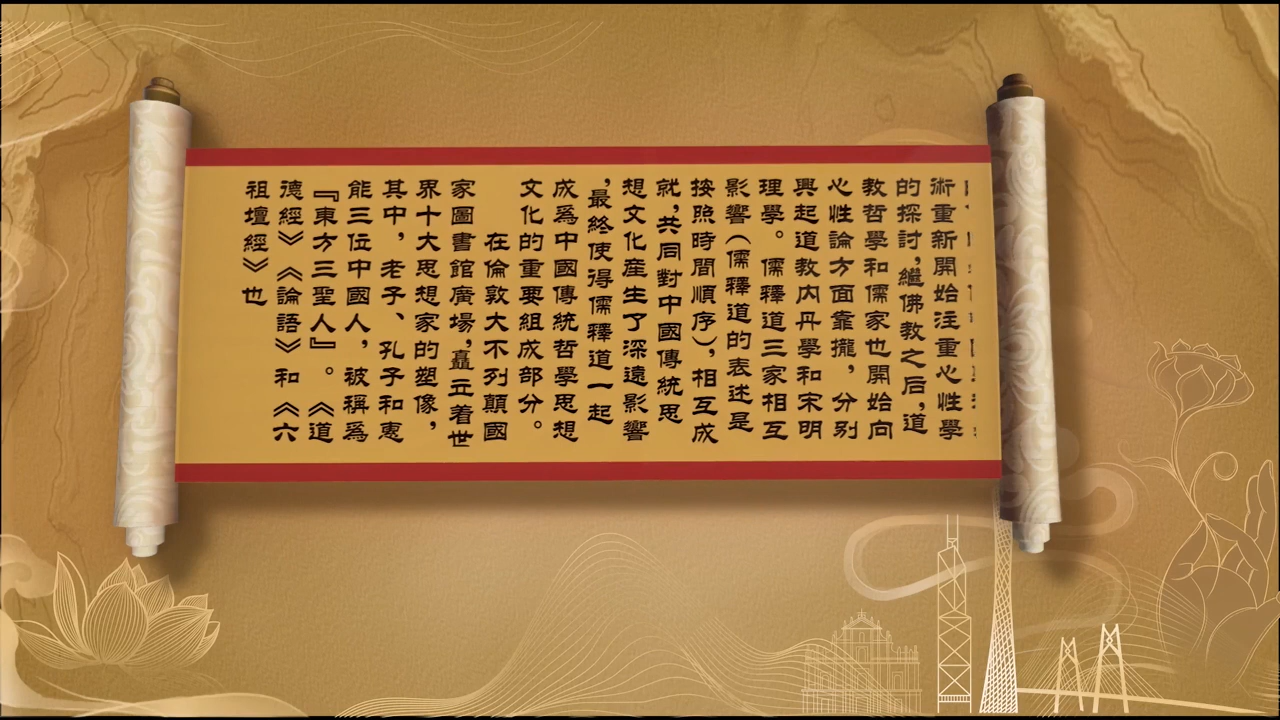 術重新開始注重心性學
的探討,繼佛教之后,道
教哲學和儒家也開始向
心性論方面靠攏，分别
興起道教内丹學和宋明
理學。儒釋道三家相互
影響（儒釋道的表述是
按照時間順序），相互成
就,共同對中國傳統思
想文化産生了深遠影響
,最終使得儒釋道一起
成爲中國傳統哲學思想
文化的重要組成部分。
在倫敦大不列顛國
家圖書館廣場,矗立着世
界十大思想家的塑像，
其中，老子、孔子和惠
能三位中國人，被稱爲
『東方三聖人』。《道
德經》《論語》和《六
祖壇經》也